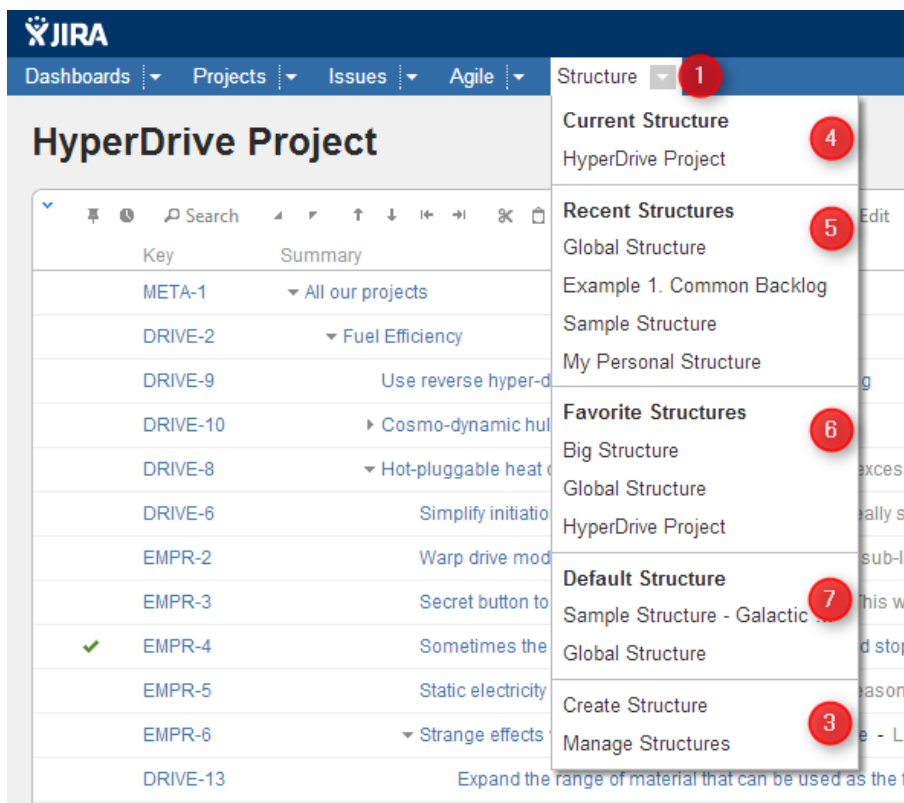 JIRA
Dashboards Projects Issues Agile Structure 1
HyperDrive Project
Search Edit
Key Summary
META-1 All our projects
DRIVE-2 Fuel Efficiency
DRIVE-9 Use reverse hyper-d g
DRIVE-10 Cosmo-dynamic hul
DRIVE-8 Hot-pluggable heat exces
DRIVE-6 Simplify initiatio eally s
EMPR-2 Warp drive mod sub-l
EMPR-3 Secret button to This w
EMPR-4 Sometimes the d stop
EMPR-5 Static electricity eason
EMPR-6 Strange effects e - L
DRIVE-13 Expand the range of material that can be used as the f
Current Structure 4
HyperDrive Project
Recent Structures 5
Global Structure
Example 1. Common Backlog
Sample Structure
My Personal Structure
Favorite Structures 6
Big Structure
Global Structure
HyperDrive Project
Default Structure 7
Sample Structure - Galactic ...
Global Structure
Create Structure 3
Manage Structures